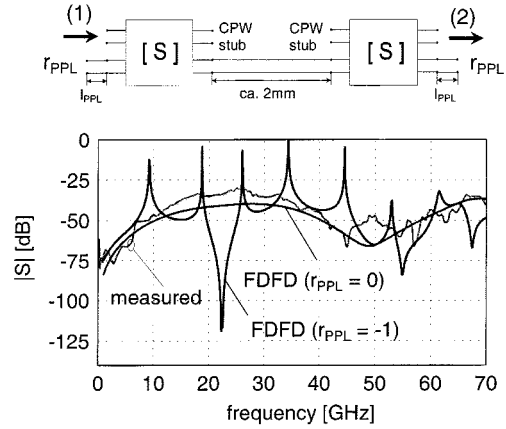 (1) (2)
CPW CPW
[ S ] stub stub [ S ]
r_PPL r_PPL
l_PPL ca. 2mm l_PPL
0
-25
-50
-75
-100
-125
|S| [dB]
FDFD (r_PPL = 0)
measured
FDFD (r_PPL = -1)
0 10 20 30 40 50 60 70
frequency [GHz]